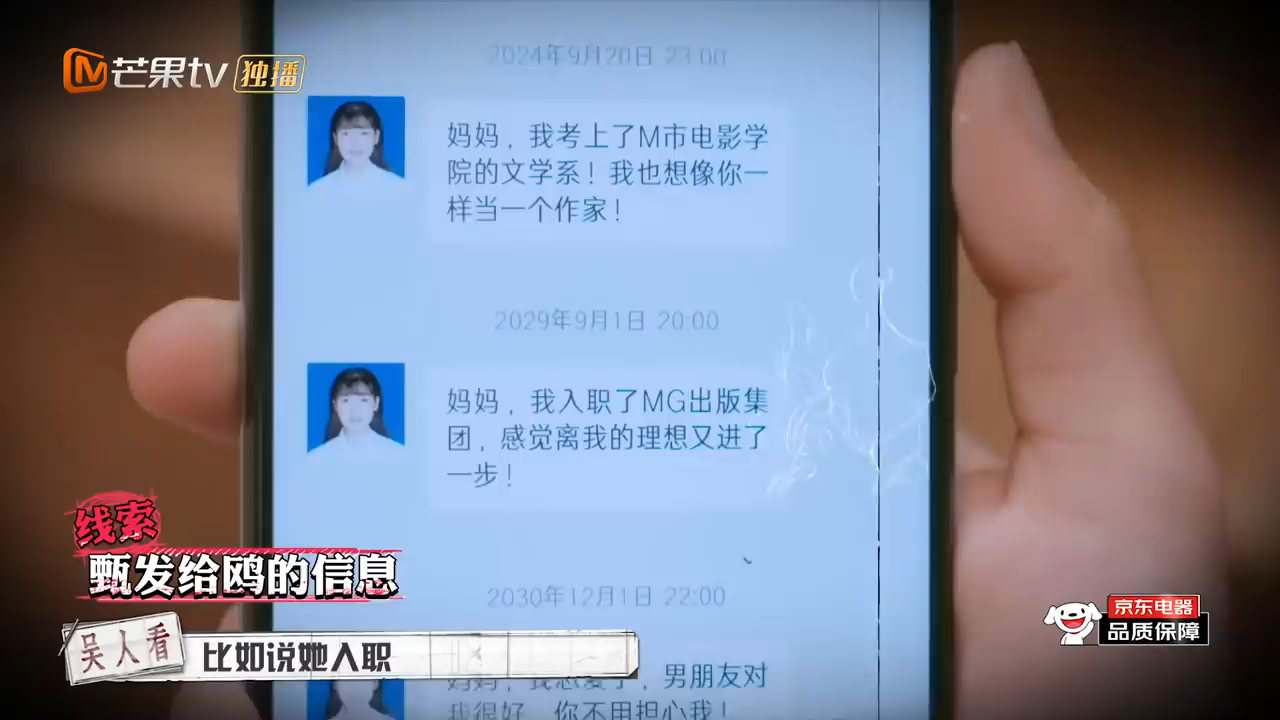 芒果TV 独播
2024年9月20日 23:00
妈妈，我考上了M市电影学
院的文学系！我也想像你一
样当一个作家！
2029年9月1日 20:00
妈妈，我入职了MG出版集
团，感觉离我的理想又进了
一步！
2030年12月1日 22:00
妈妈，我恋爱了，男朋友对
我很好，你不用担心我！
线索
甄发给鸥的信息
吴人看
比如说她入职
京东电器
品质保障